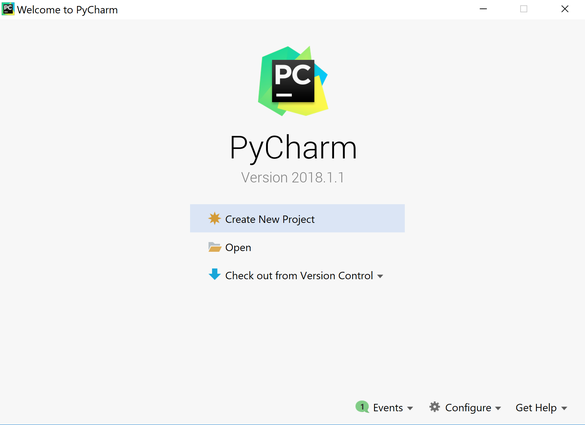 PC Welcome to PyCharm
PC
PyCharm
Version 2018.1.1
Create New Project
Open
Check out from Version Control
1 Events Configure Get Help